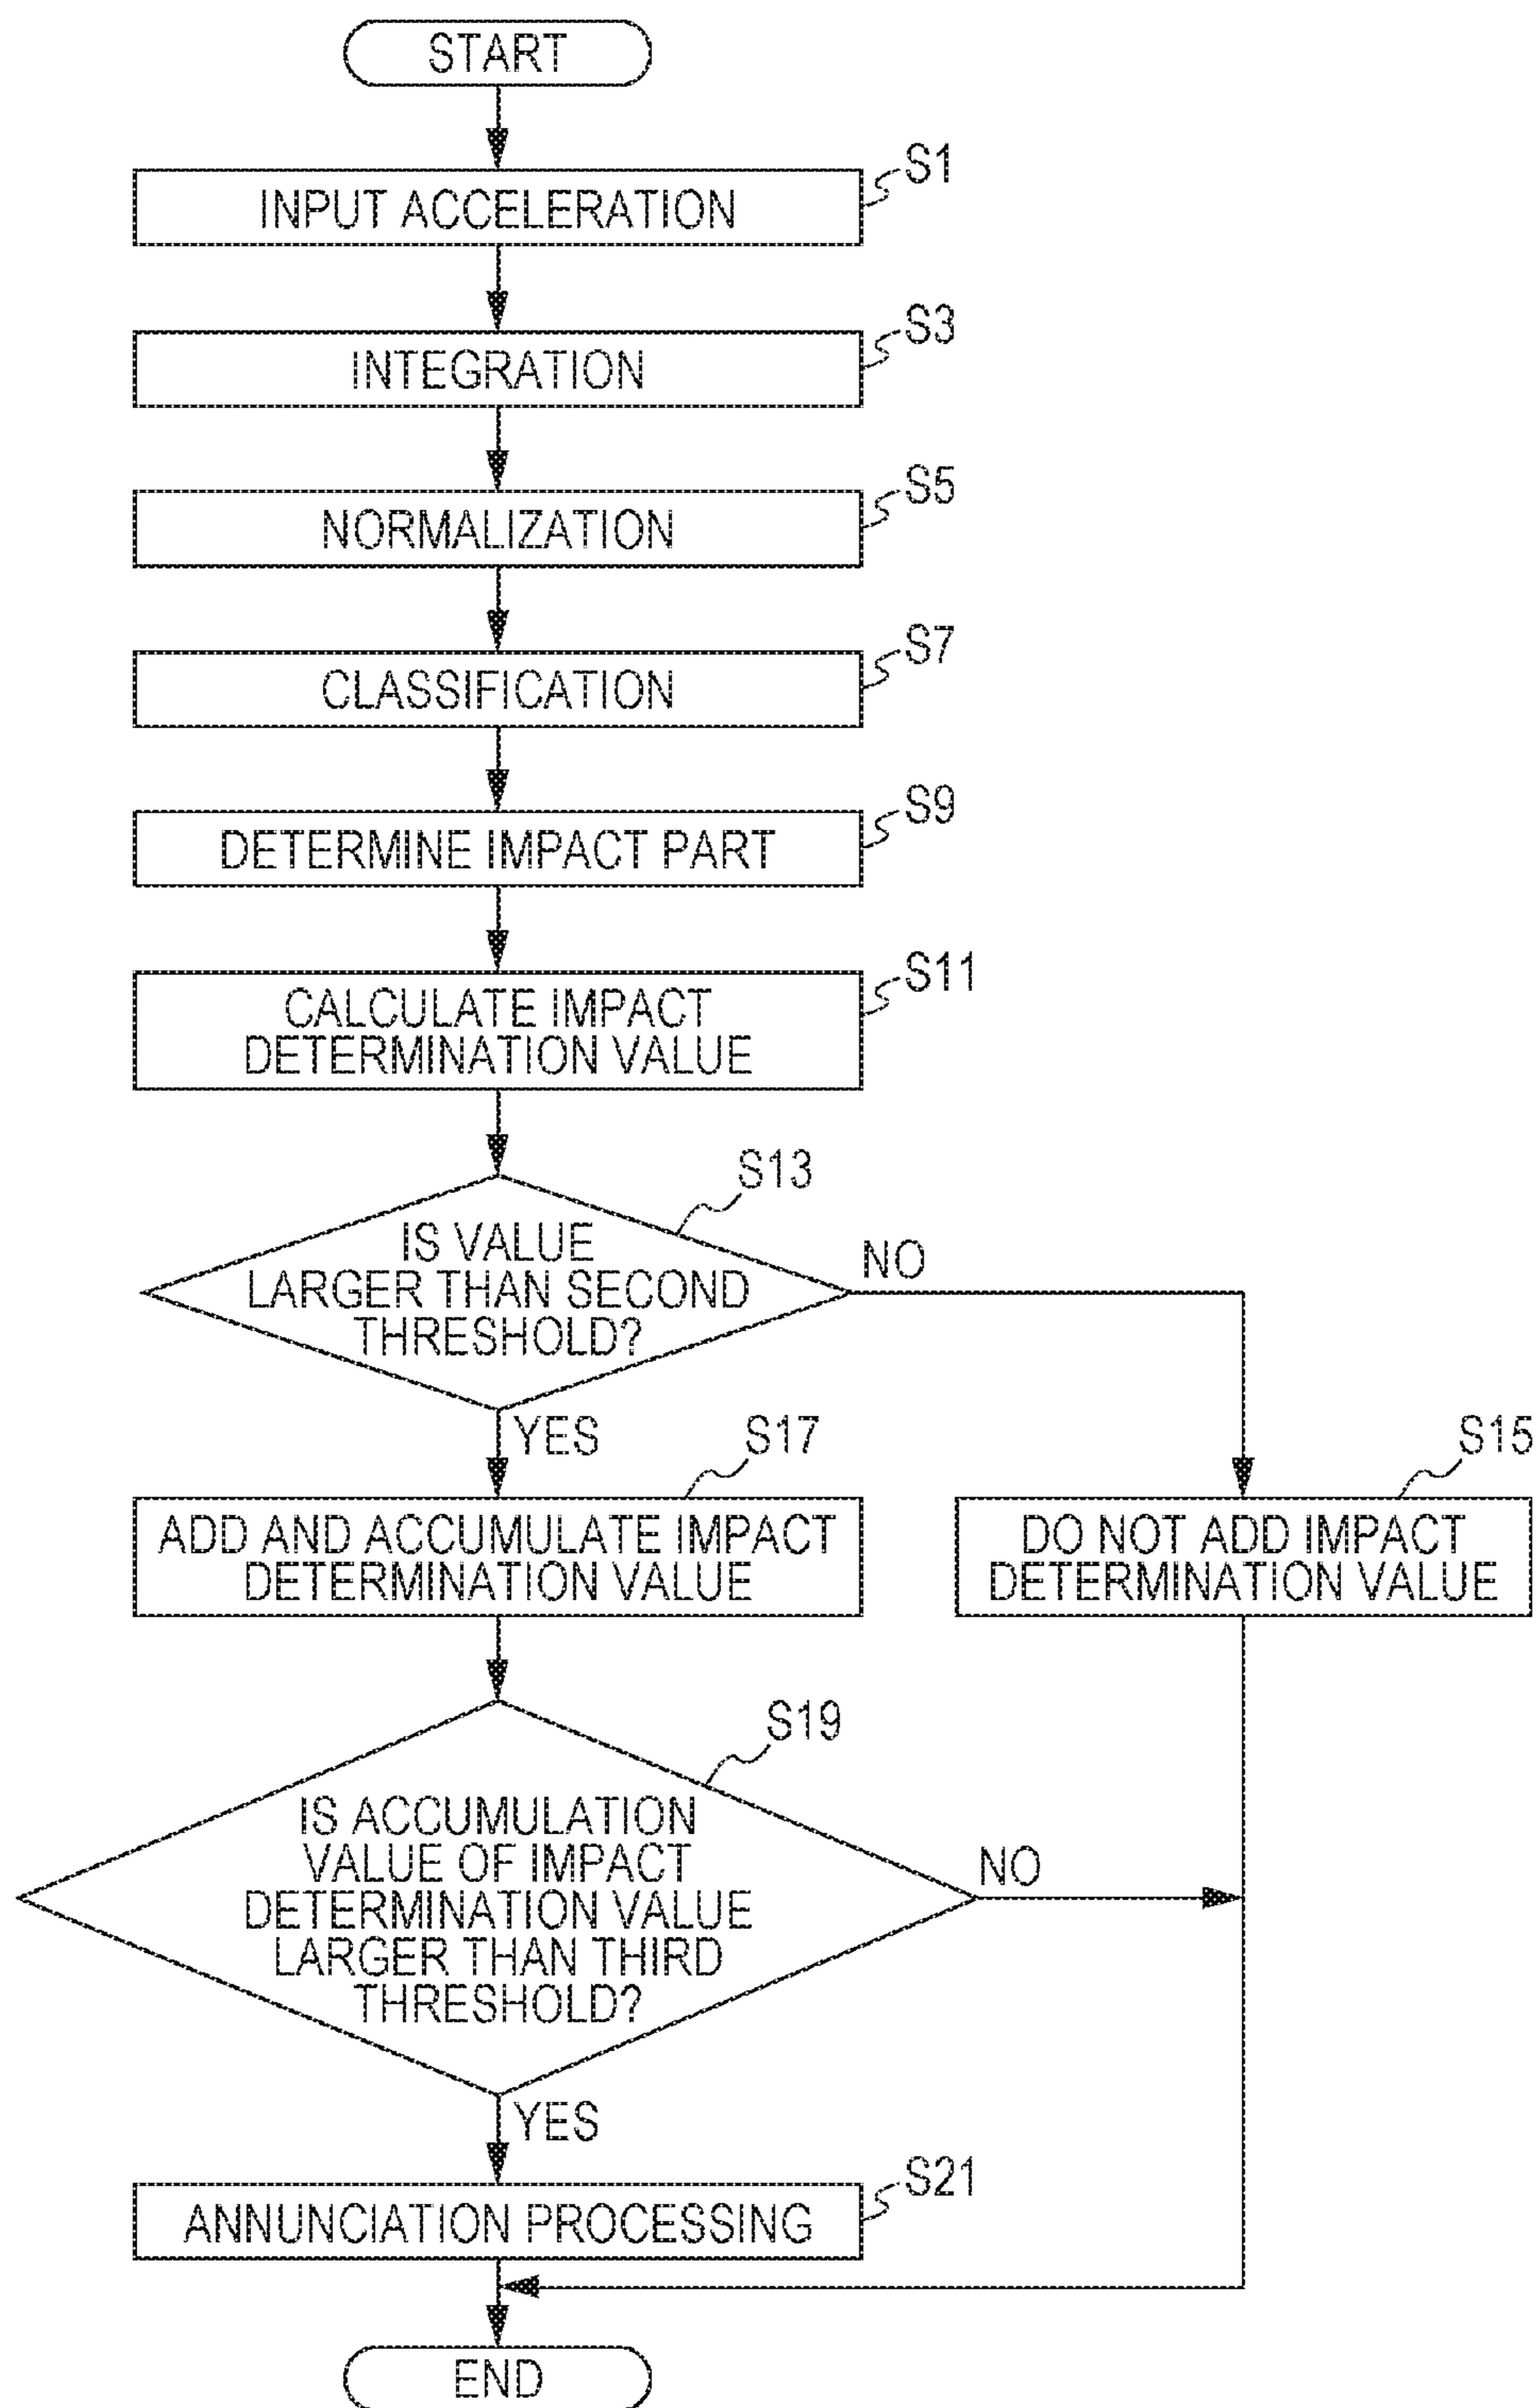 START
S1
INPUT ACCELERATION
S3
INTEGRATION
S5
NORMALIZATION
S7
CLASSIFICATION
S9
DETERMINE IMPACT PART
S11
CALCULATE IMPACT
DETERMINATION VALUE
S13
IS VALUE
LARGER THAN SECOND
THRESHOLD?
NO
YES
S17
S15
ADD AND ACCUMULATE IMPACT
DETERMINATION VALUE
DO NOT ADD IMPACT
DETERMINATION VALUE
S19
IS ACCUMULATION
VALUE OF IMPACT
DETERMINATION VALUE
LARGER THAN THIRD
THRESHOLD?
NO
YES
S21
ANNUNCIATION PROCESSING
END